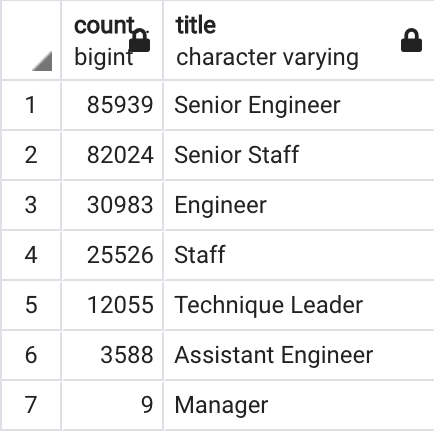 count title
bigint character varying
1 85939 Senior Engineer
2 82024 Senior Staff
3 30983 Engineer
4 25526 Staff
5 12055 Technique Leader
6 3588 Assistant Engineer
7 9 Manager